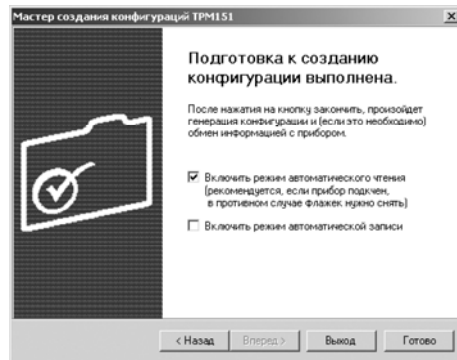 Мастер создания конфигураций ТРМ151
Подготовка к созданию
конфигурации выполнена.
После нажатия на кнопку закончить, произойдет
генерация конфигурации и (если это необходимо)
обмен информацией с прибором.
Включить режим автоматического чтения
(рекомендуется, если прибор подкчен,
в противном случае флажек нужно снять)
Включить режим автоматической записи
< Назад
Вперед >
Выход
Готово